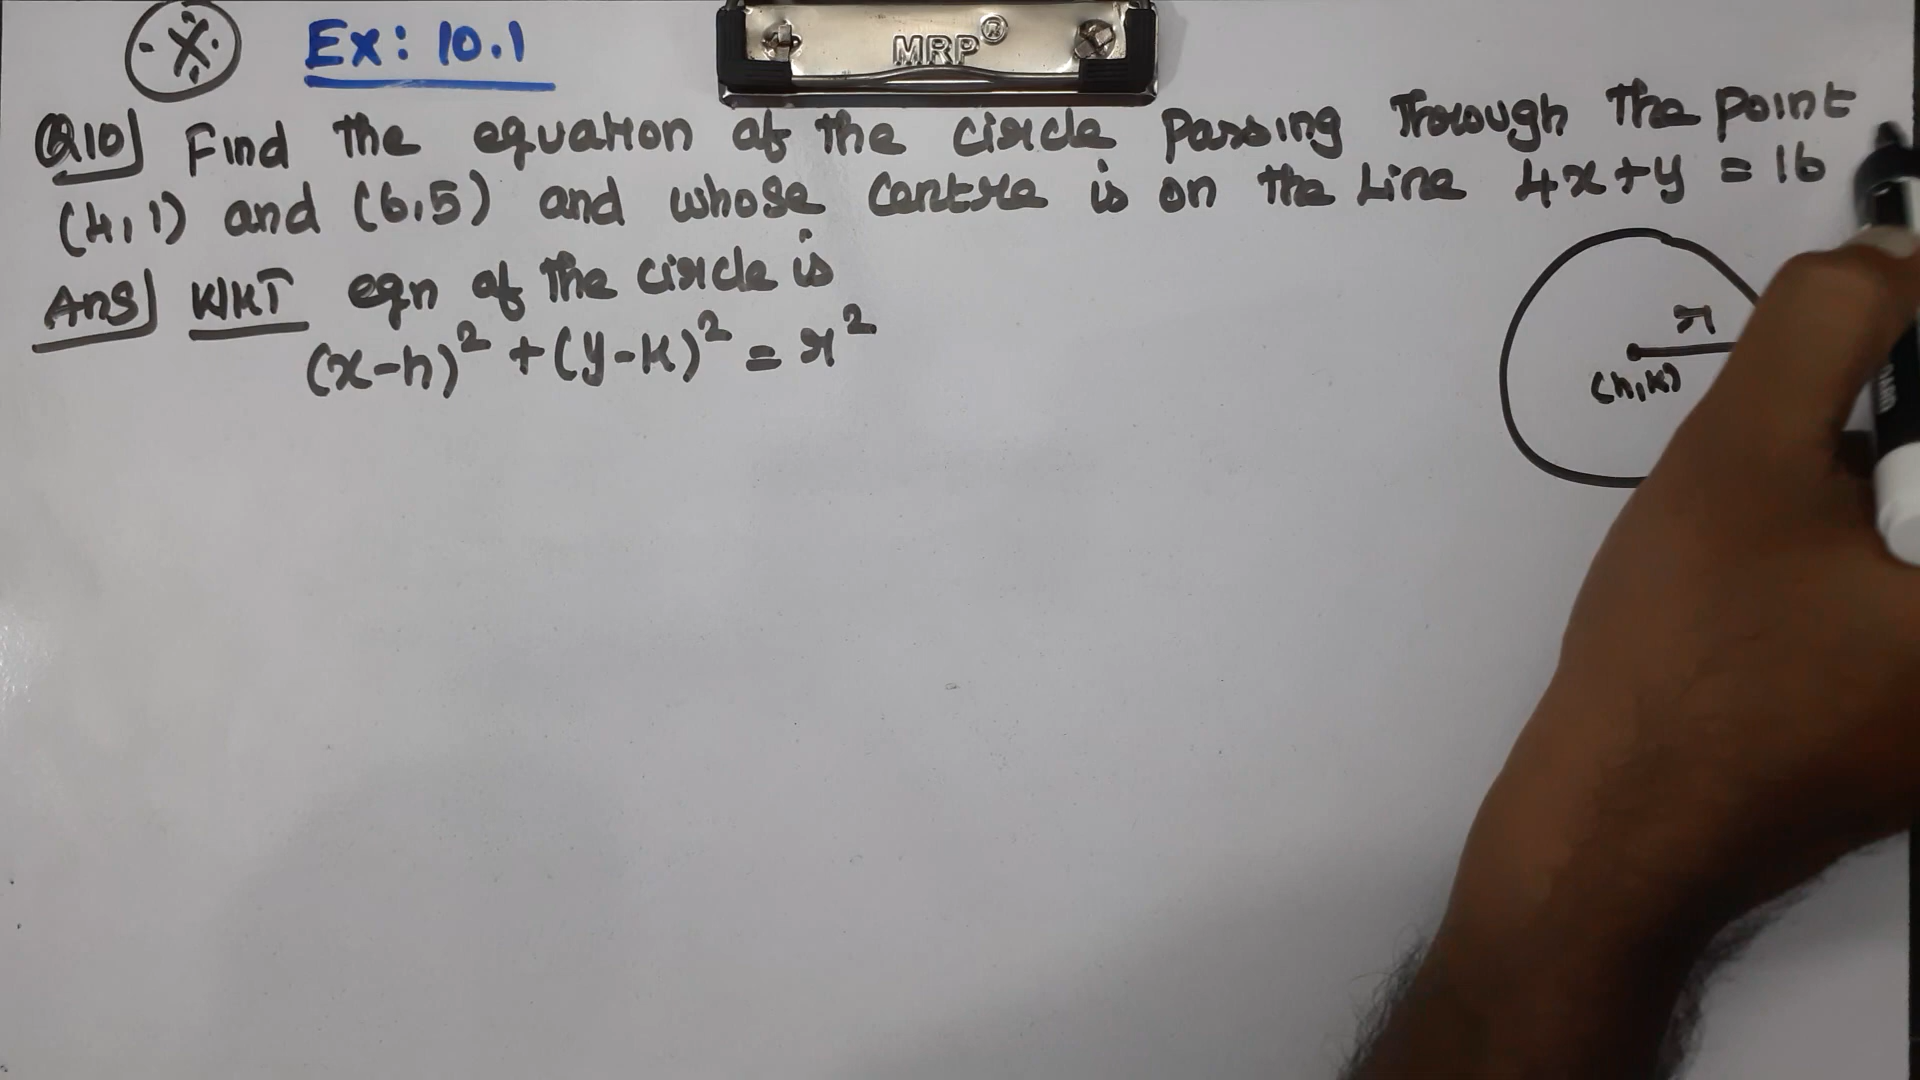 X Ex: 10.1
MRP®
Q10] Find the equation of the circle Passing Through the point
(4,1) and (6,5) and whose Centre is on the Line 4x+y = 16
Ans] WKT eqn of the circle is
(x-h)² + (y-k)² = r²
r
(h,k)